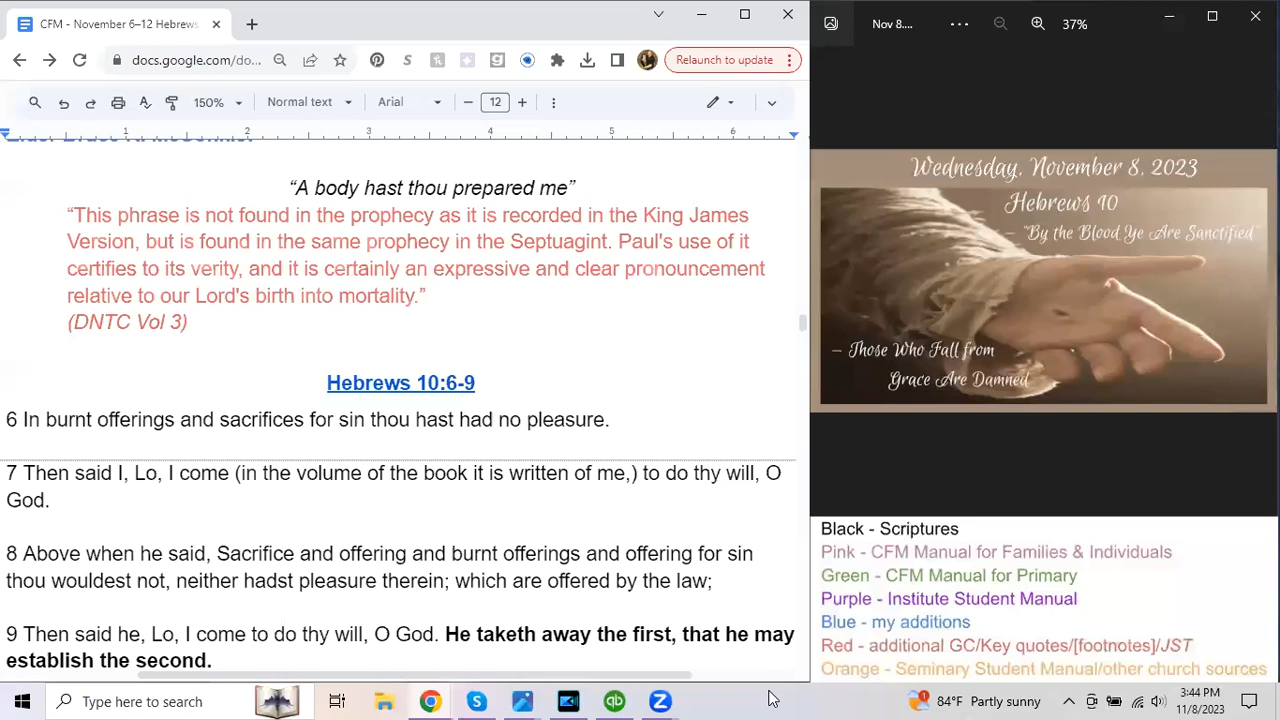 CFM - November 6–12 Hebrews
docs.google.com/do...
Relaunch to update
150%
Normal text
Arial
12
1 2 3 4 5 6
“A body hast thou prepared me”
“This phrase is not found in the prophecy as it is recorded in the King James
Version, but is found in the same prophecy in the Septuagint. Paul's use of it
certifies to its verity, and it is certainly an expressive and clear pronouncement
relative to our Lord's birth into mortality.”
(DNTC Vol 3)
Hebrews 10:6-9
6 In burnt offerings and sacrifices for sin thou hast had no pleasure.
7 Then said I, Lo, I come (in the volume of the book it is written of me,) to do thy will, O
God.
8 Above when he said, Sacrifice and offering and burnt offerings and offering for sin
thou wouldest not, neither hadst pleasure therein; which are offered by the law;
9 Then said he, Lo, I come to do thy will, O God. He taketh away the first, that he may
establish the second.
Nov 8....
37%
Wednesday, November 8, 2023
Hebrews 10
– “By the Blood Ye Are Sanctified”
– Those Who Fall from
Grace Are Damned
Black - Scriptures
Pink - CFM Manual for Families & Individuals
Green - CFM Manual for Primary
Purple - Institute Student Manual
Blue - my additions
Red - additional GC/Key quotes/[footnotes]/JST
Orange - Seminary Student Manual/other church sources
Type here to search
84°F Partly sunny
3:44 PM
11/8/2023